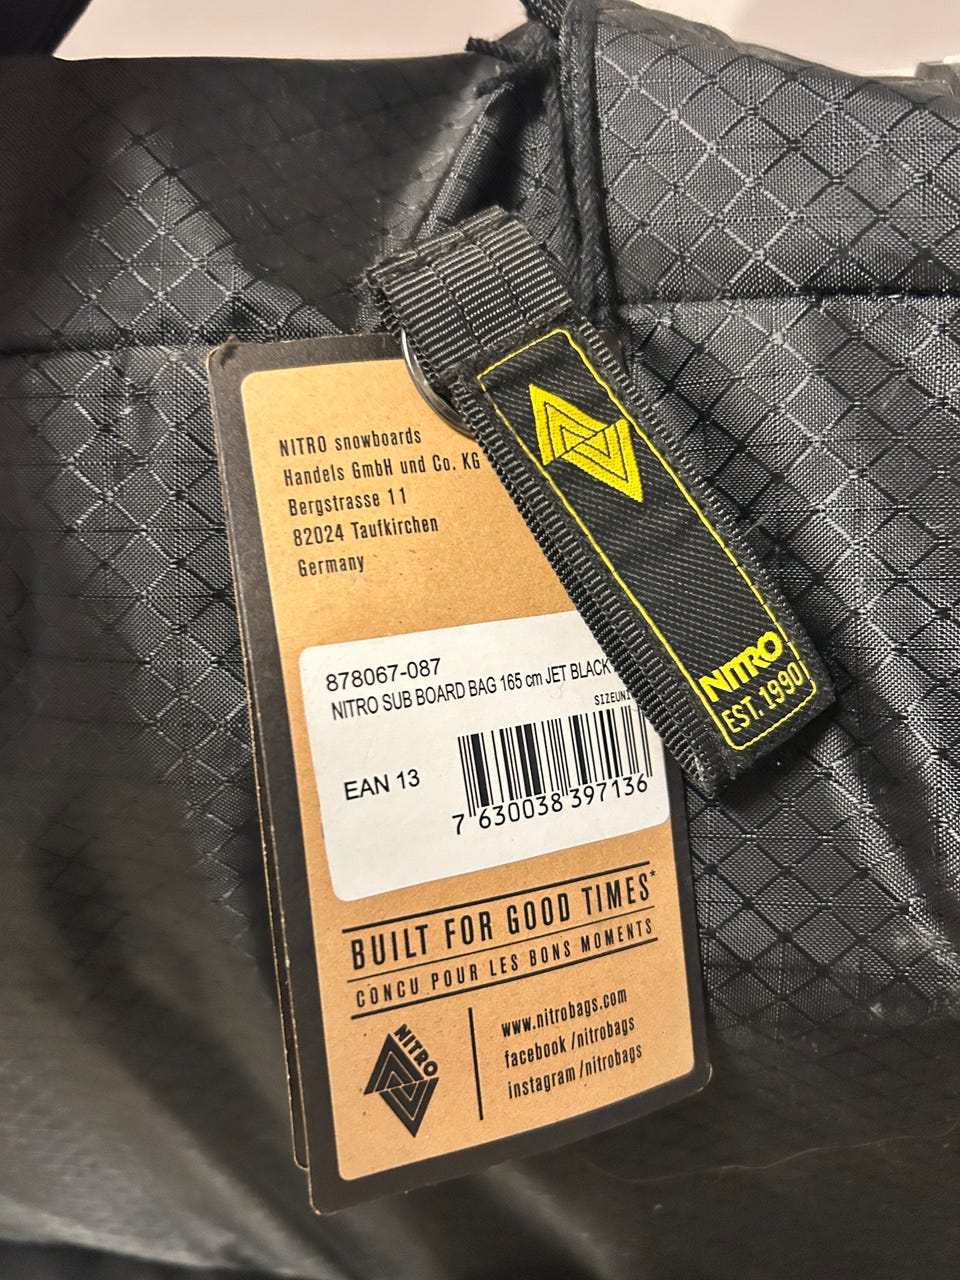 NITRO snowboards
Handels GmbH und Co. KG
Bergstrasse 11
82024 Taufkirchen
Germany
878067-087
NITRO SUB BOARD BAG 165 cm JET BLACK
EAN 13
7 630038 397136
BUILT FOR GOOD TIMES*
CONCU POUR LES BONS MOMENTS
NITRO
www.nitrobags.com
facebook /nitrobags
instagram /nitrobags
NITRO
EST. 1990